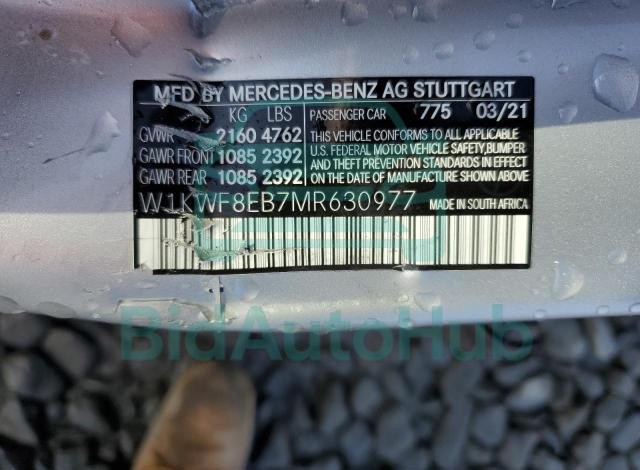 MFD BY MERCEDES-BENZ AG STUTTGART
KG LBS PASSENGER CAR 775 03/21
GVWR 2160 4762
GAWR FRONT 1085 2392
GAWR REAR 1085 2392
THIS VEHICLE CONFORMS TO ALL APPLICABLE
U.S. FEDERAL MOTOR VEHICLE SAFETY,BUMPER
AND THEFT PREVENTION STANDARDS IN EFFECT
ON THE DATE OF MANUFACTURE SHOWN ABOVE
W1KWF8EB7MR630977 MADE IN SOUTH AFRICA
BidAutoHub